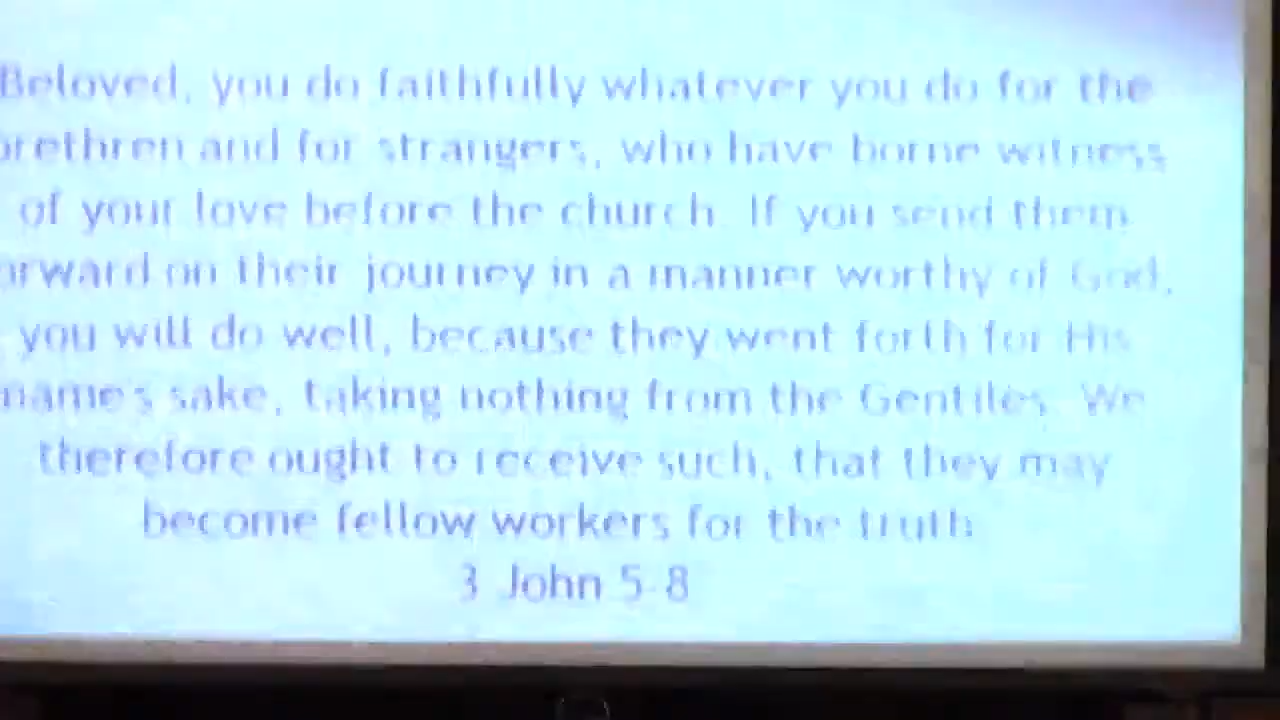 Beloved, you do faithfully whatever you do for the
brethren and for strangers, who have borne witness
of your love before the church. If you send them
forward on their journey in a manner worthy of God,
you will do well, because they went forth for His
name's sake, taking nothing from the Gentiles. We
therefore ought to receive such, that they may
become fellow workers for the truth.
3 John 5-8